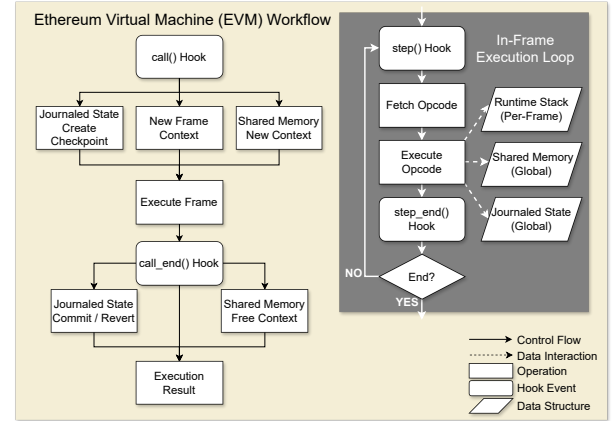 Ethereum Virtual Machine (EVM) Workflow
call() Hook
Journaled State
Create
Checkpoint
New Frame
Context
Shared Memory
New Context
Execute Frame
call_end() Hook
Journaled State
Commit / Revert
Shared Memory
Free Context
Execution
Result
In-Frame
Execution Loop
step() Hook
Fetch Opcode
Runtime Stack
(Per-Frame)
Execute
Opcode
Shared Memory
(Global)
step_end()
Hook
Journaled State
(Global)
NO
End?
YES
Control Flow
Data Interaction
Operation
Hook Event
Data Structure